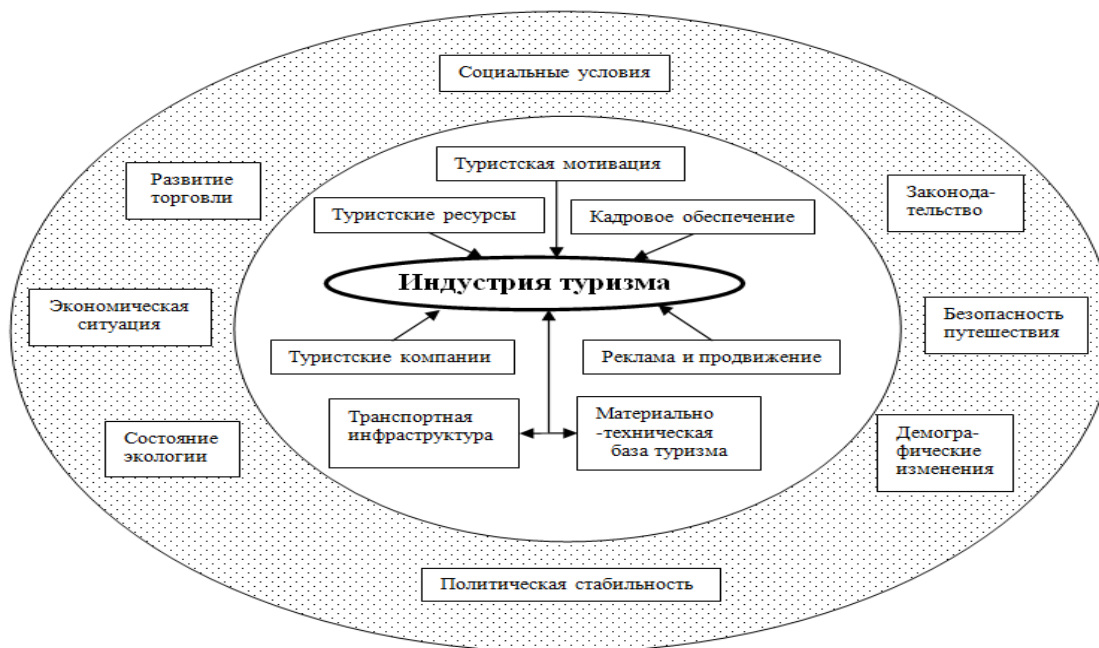 Социальные условия
Туристская мотивация
Развитие
торговли
Законода-
тельство
Туристские ресурсы
Кадровое обеспечение
Индустрия туризма
Экономическая
ситуация
Безопасность
путешествия
Туристские компании
Реклама и продвижение
Транспортная
инфраструктура
Материально
-техническая
база туризма
Состояние
экологии
Демогра-
фические
изменения
Политическая стабильность